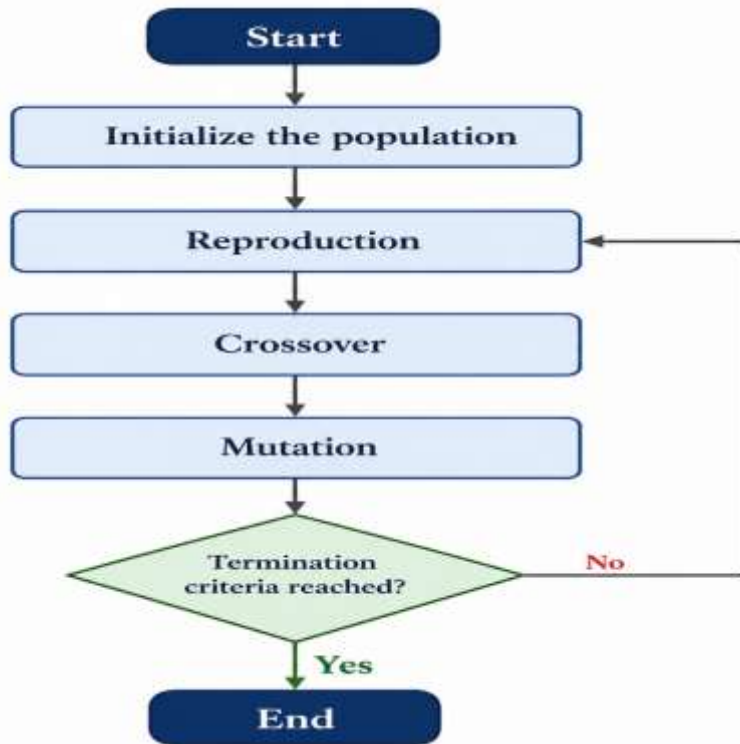 Start
Initialize the population
Reproduction
Crossover
Mutation
Termination
criteria reached?
No
Yes
End